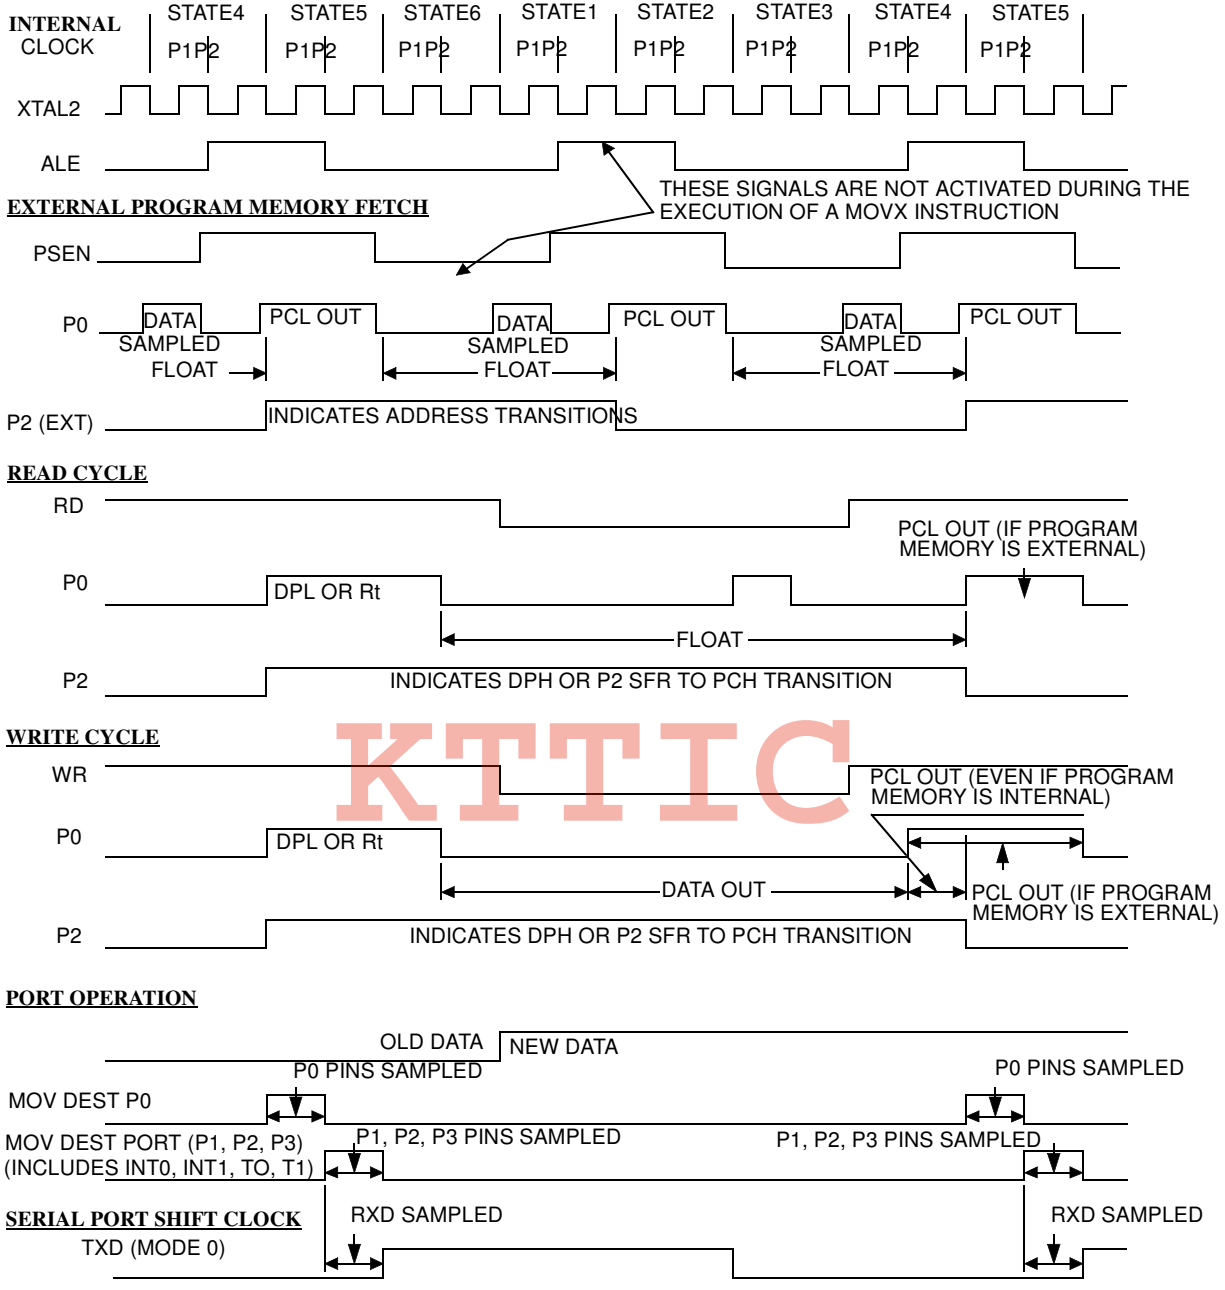 INTERNAL CLOCK
STATE4 STATE5 STATE6 STATE1 STATE2 STATE3 STATE4 STATE5
P1P2 P1P2 P1P2 P1P2 P1P2 P1P2 P1P2 P1P2
XTAL2
ALE
THESE SIGNALS ARE NOT ACTIVATED DURING THE
EXECUTION OF A MOVX INSTRUCTION
EXTERNAL PROGRAM MEMORY FETCH
PSEN
P0
DATA PCL OUT DATA PCL OUT DATA PCL OUT
SAMPLED SAMPLED SAMPLED
FLOAT FLOAT FLOAT
P2 (EXT)
INDICATES ADDRESS TRANSITIONS
READ CYCLE
RD
PCL OUT (IF PROGRAM
MEMORY IS EXTERNAL)
P0
DPL OR Rt
FLOAT
P2
INDICATES DPH OR P2 SFR TO PCH TRANSITION
KTTIC
WRITE CYCLE
WR
PCL OUT (EVEN IF PROGRAM
MEMORY IS INTERNAL)
P0
DPL OR Rt
DATA OUT
PCL OUT (IF PROGRAM
MEMORY IS EXTERNAL)
P2
INDICATES DPH OR P2 SFR TO PCH TRANSITION
PORT OPERATION
OLD DATA NEW DATA
P0 PINS SAMPLED P0 PINS SAMPLED
MOV DEST P0
MOV DEST PORT (P1, P2, P3)
(INCLUDES INT0, INT1, TO, T1)
P1, P2, P3 PINS SAMPLED P1, P2, P3 PINS SAMPLED
SERIAL PORT SHIFT CLOCK
RXD SAMPLED RXD SAMPLED
TXD (MODE 0)